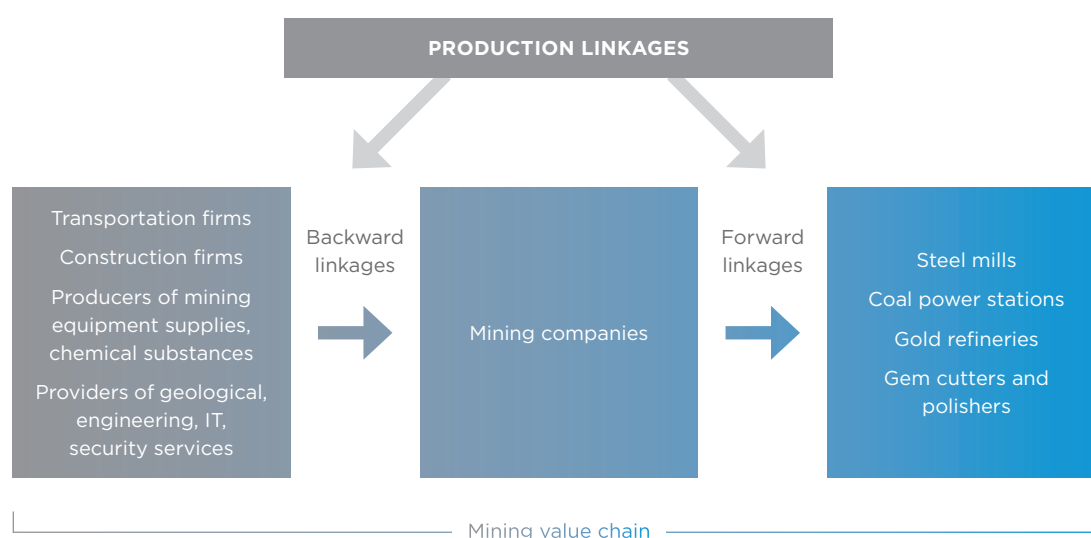 PRODUCTION LINKAGES
Transportation firms
Construction firms
Producers of mining
equipment supplies,
chemical substances
Providers of geological,
engineering, IT,
security services
Backward
linkages
Mining companies
Forward
linkages
Steel mills
Coal power stations
Gold refineries
Gem cutters and
polishers
Mining value chain